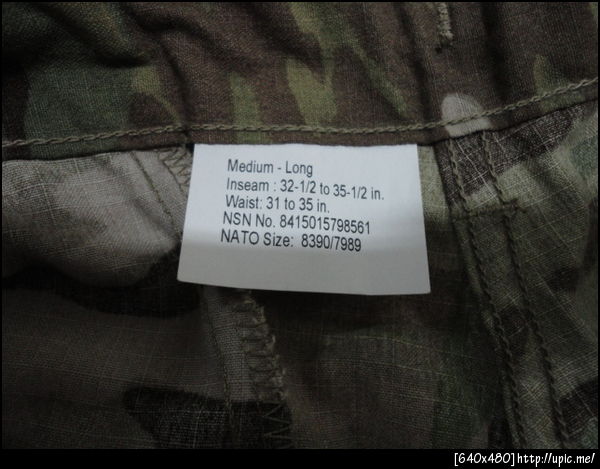 Medium - Long
Inseam : 32-1/2 to 35-1/2 in.
Waist: 31 to 35 in.
NSN No. 8415015798561
NATO Size: 8390/7989
[640x480]http://upic.me/